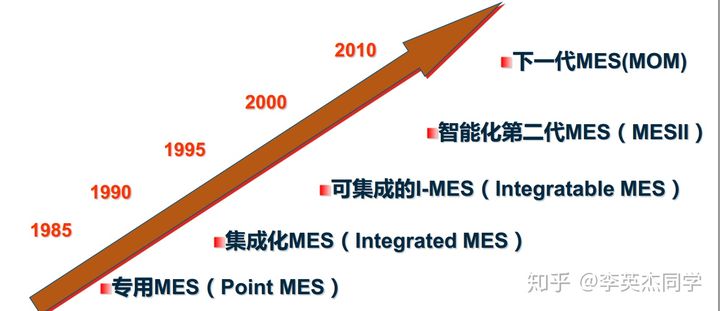 2010
下一代MES(MOM)
2000
智能化第二代MES（MESII）
1995
可集成的I-MES（Integratable MES）
1990
1985
集成化MES（Integrated MES）
专用MES（Point MES）
知乎 @李英杰同学